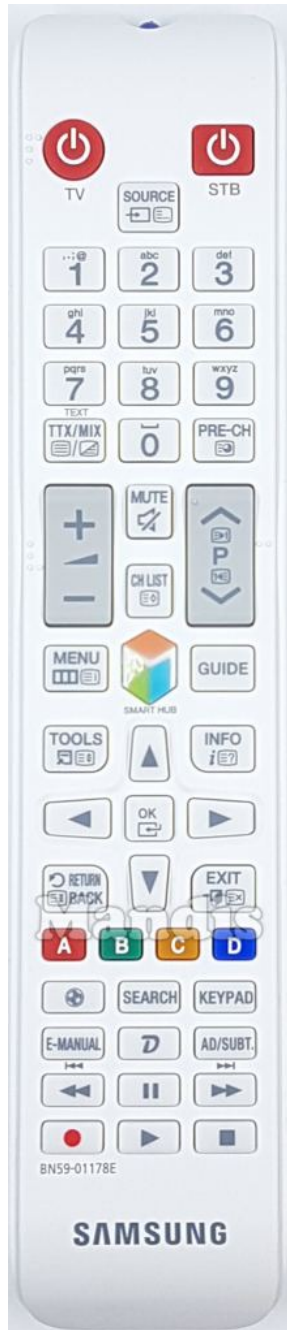 TV STB
SOURCE
.,;@ abc def
1 2 3
ghi jkl mno
4 5 6
pqrs tuv wxyz
7 8 9
TEXT
TTX/MIX 0 PRE-CH
MUTE
+ P
− CH LIST
MENU GUIDE
SMART HUB
TOOLS INFO
i
OK
RETURN EXIT
BACK
Mandis
A B C D
SEARCH KEYPAD
E-MANUAL D AD/SUBT.
BN59-01178E
SAMSUNG